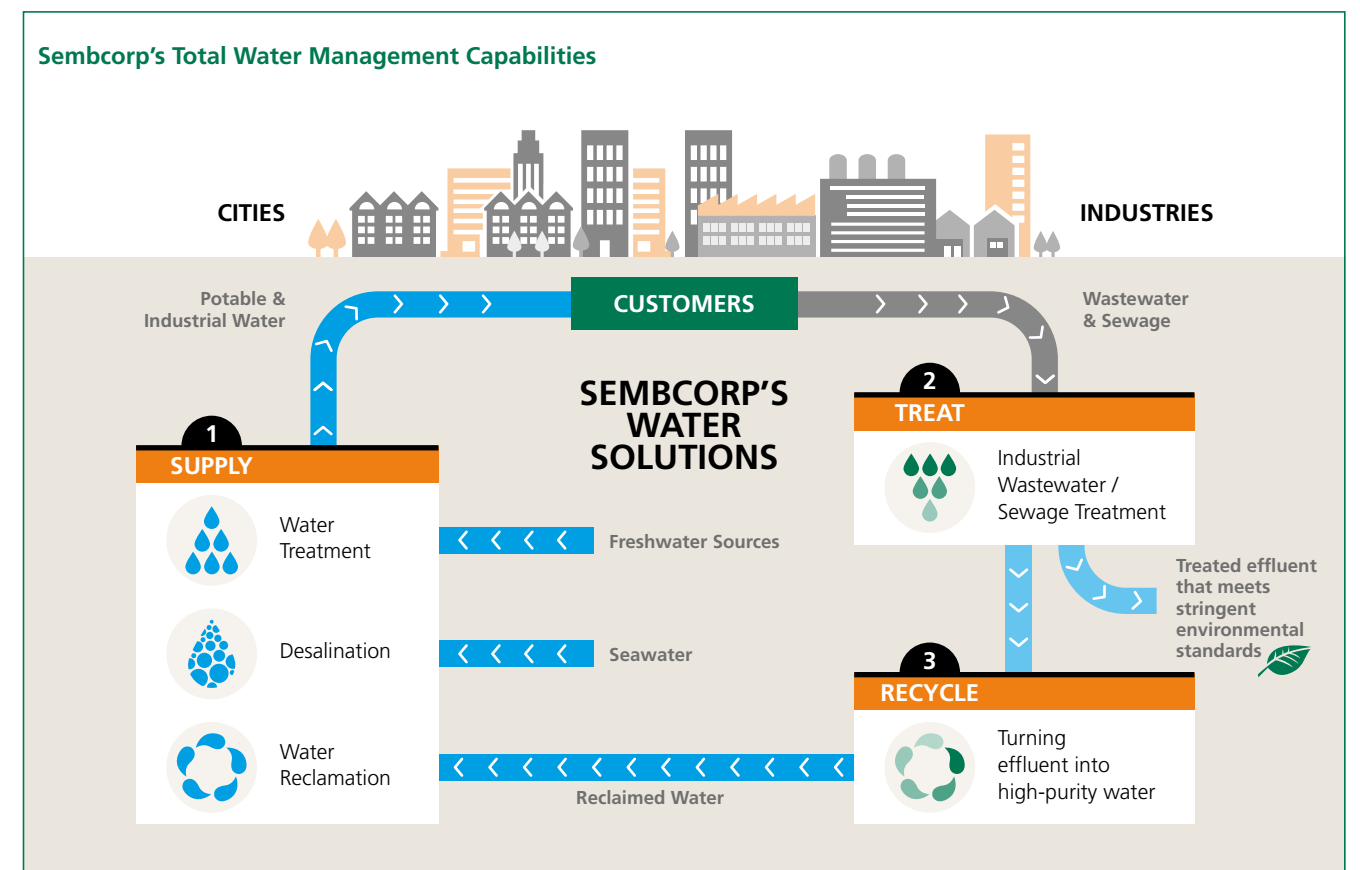 Sembcorp's Total Water Management Capabilities
CITIES
INDUSTRIES
Potable &
Industrial Water
CUSTOMERS
Wastewater
& Sewage
SEMBCORP'S
WATER
SOLUTIONS
1
SUPPLY
Water
Treatment
Freshwater Sources
Desalination
Seawater
Water
Reclamation
Reclaimed Water
2
TREAT
Industrial
Wastewater /
Sewage Treatment
Treated effluent
that meets
stringent
environmental
standards
3
RECYCLE
Turning
effluent into
high-purity water